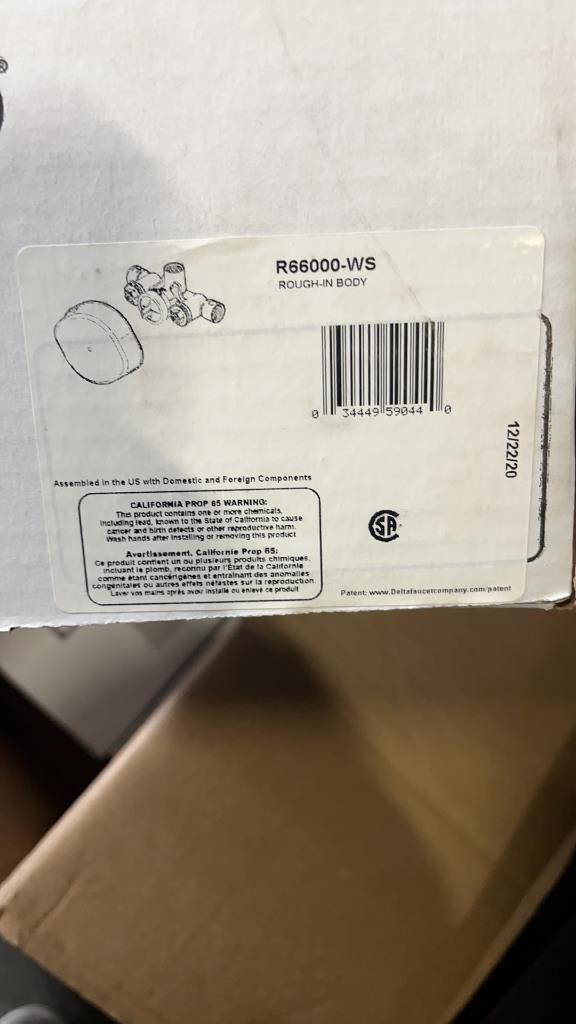 ®
R66000-WS
ROUGH-IN BODY
0 34449 59044 0
12/22/20
Assembled in the US with Domestic and Foreign Components
CALIFORNIA PROP 65 WARNING:
This product contains one or more chemicals,
including lead, known to the State of California to cause
cancer and birth defects or other reproductive harm.
Wash hands after installing or removing this product
Avertissement, Californie Prop 65:
Ce produit contient un ou plusieurs produits chimiques,
incluant le plomb, reconnu par l'Etat de la Californie
comme étant cancérigènes et entraînant des anomalies
congénitales ou autres effets néfastes sur la reproduction.
Laver vos mains après avoir installé ou enlevé ce produit
SA
Patent: www.Deltafaucetcompany.com/patent